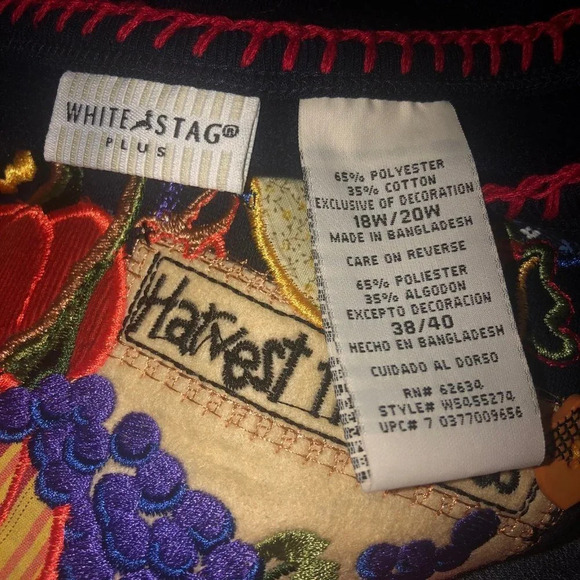 WHITE STAG®
PLUS
65% POLYESTER
35% COTTON
EXCLUSIVE OF DECORATION
18W/20W
MADE IN BANGLADESH
CARE ON REVERSE
65% POLIESTER
35% ALGODON
EXCEPTO DECORACION
38/40
HECHO EN BANGLADESH
CUIDADO AL DORSO
RN# 62634
STYLE# WS455274
UPC# 7 0377009656
Harvest